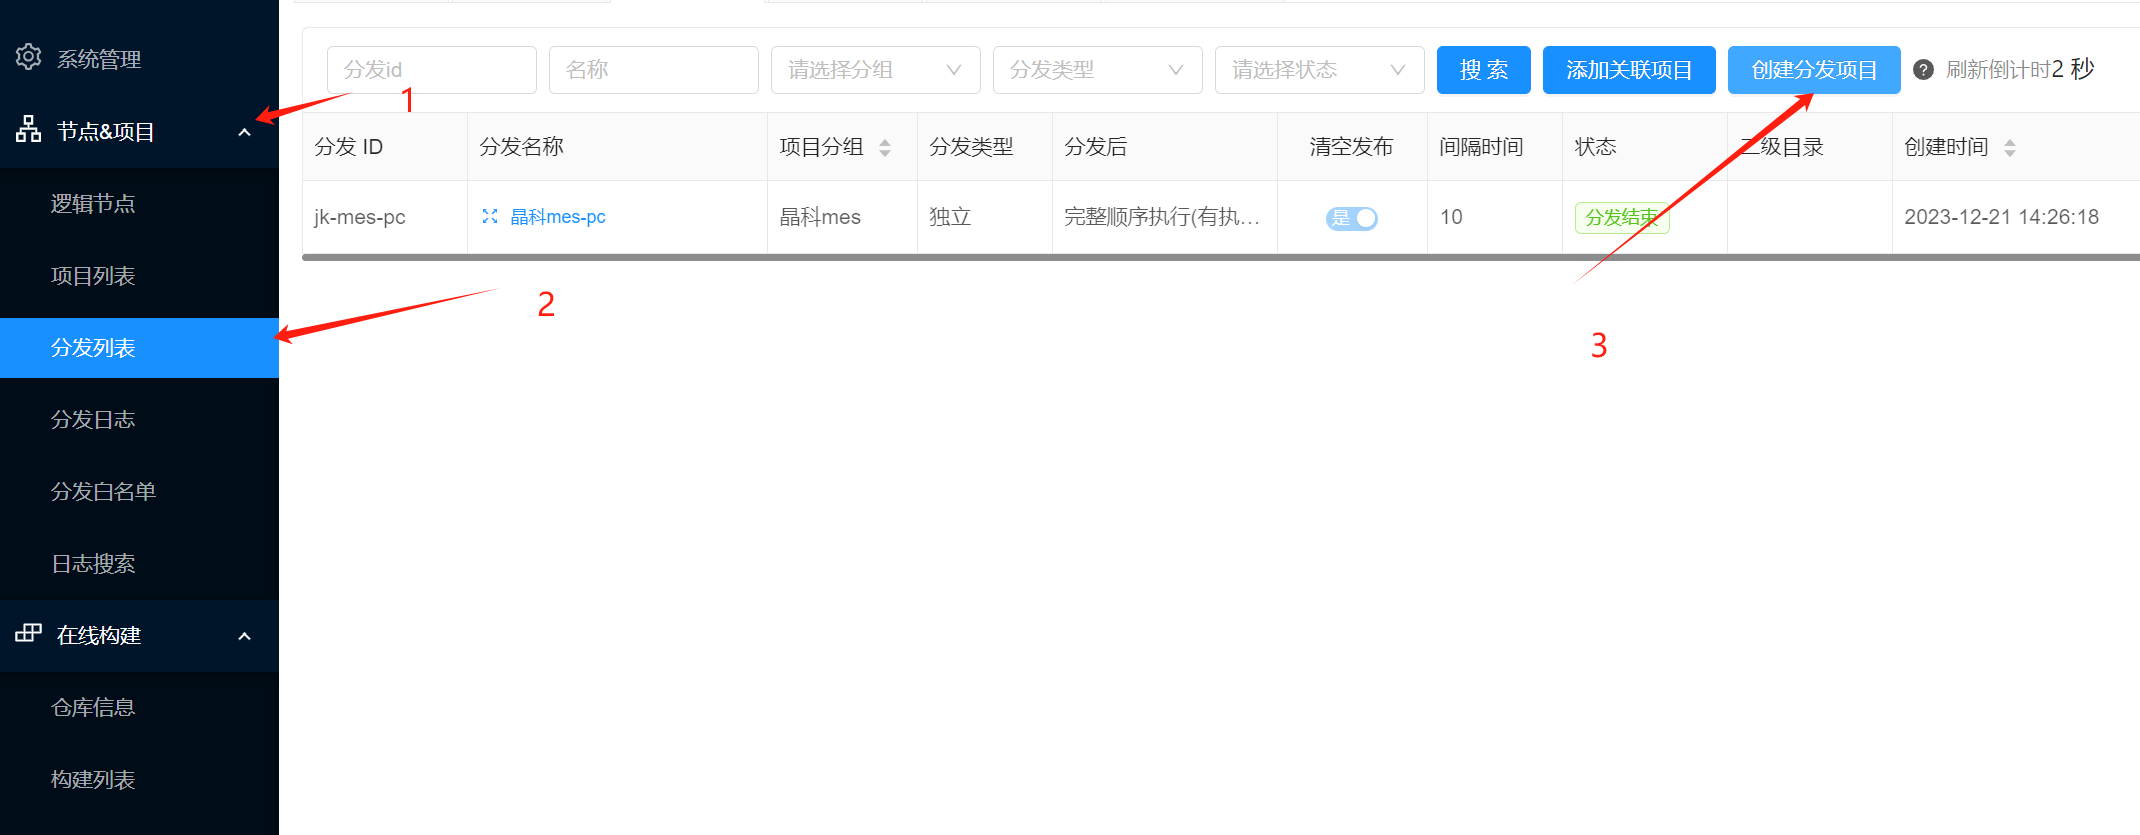 系统管理
节点&项目
逻辑节点
项目列表
分发列表
分发日志
分发白名单
日志搜索
在线构建
仓库信息
构建列表
分发id 名称 请选择分组 分发类型 请选择状态 搜 索 添加关联项目 创建分发项目 刷新倒计时2 秒
1
分发 ID 分发名称 项目分组 分发类型 分发后 清空发布 间隔时间 状态 二级目录 创建时间
jk-mes-pc 晶科mes-pc 晶科mes 独立 完整顺序执行(有执... 是 10 分发结束 2023-12-21 14:26:18
2
3